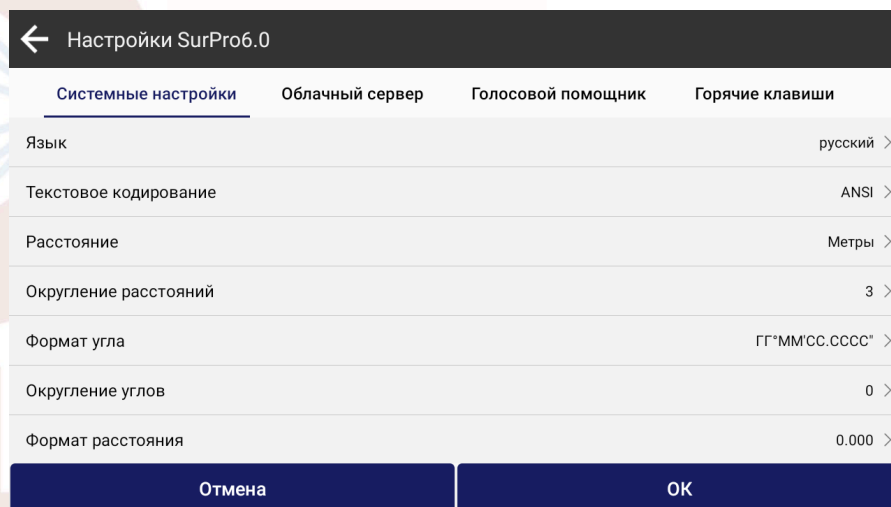 Настройки SurPro6.0
Системные настройки Облачный сервер Голосовой помощник Горячие клавиши
Язык русский
Текстовое кодирование ANSI
Расстояние Метры
Округление расстояний 3
Формат угла ГГ°ММ'СС.СССС"
Округление углов 0
Формат расстояния 0.000
Отмена ОК